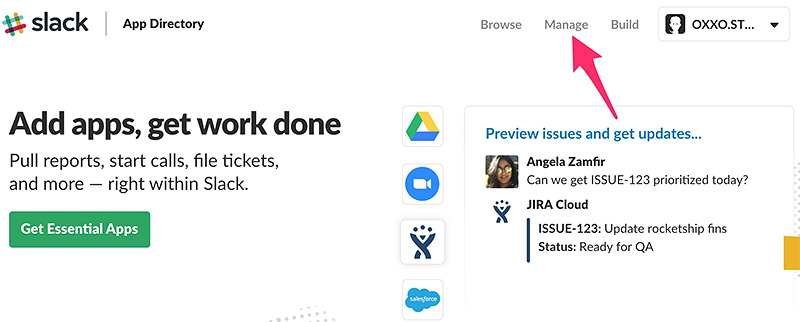 slack
App Directory
Browse
Manage
Build
OXXO.ST...
Add apps, get work done
Pull reports, start calls, file tickets,
and more — right within Slack.
Get Essential Apps
salesforce
Preview issues and get updates...
Angela Zamfir
Can we get ISSUE-123 prioritized today?
JIRA Cloud
ISSUE-123: Update rocketship fins
Status: Ready for QA